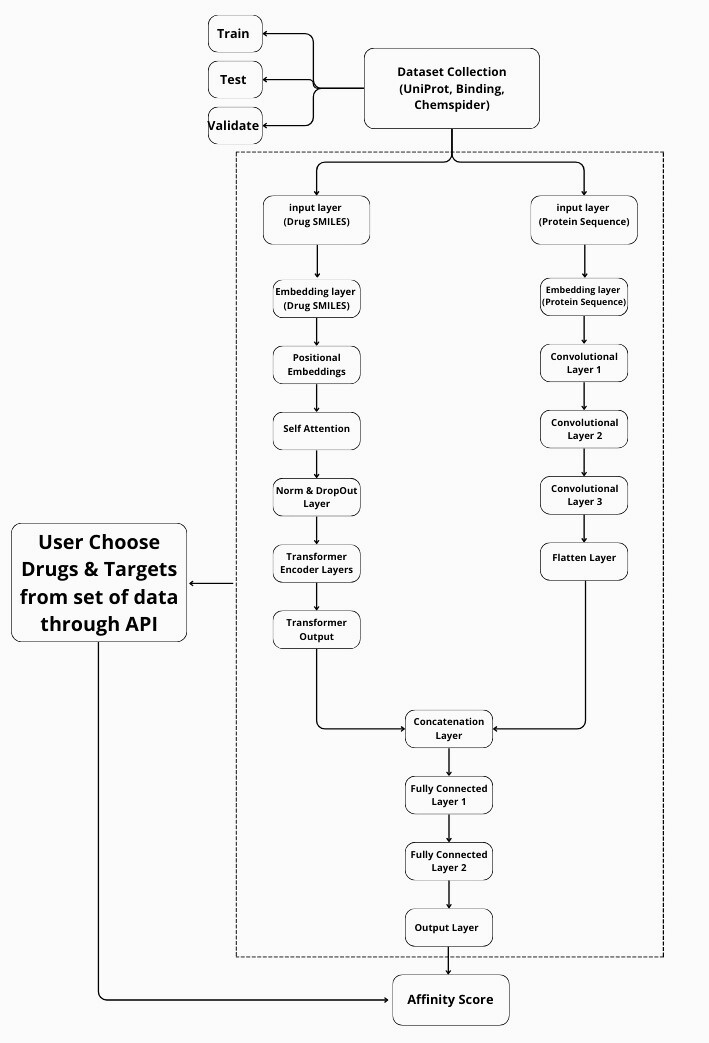 Train
Test
Validate
Dataset Collection
(UniProt, Binding,
Chemspider)
input layer
(Drug SMILES)
Embedding layer
(Drug SMILES)
Positional
Embeddings
Self Attention
Norm & DropOut
Layer
Transformer
Encoder Layers
Transformer
Output
input layer
(Protein Sequence)
Embedding layer
(Protein Sequence)
Convolutional
Layer 1
Convolutional
Layer 2
Convolutional
Layer 3
Flatten Layer
User Choose
Drugs & Targets
from set of data
through API
Concatenation
Layer
Fully Connected
Layer 1
Fully Connected
Layer 2
Output Layer
Affinity Score